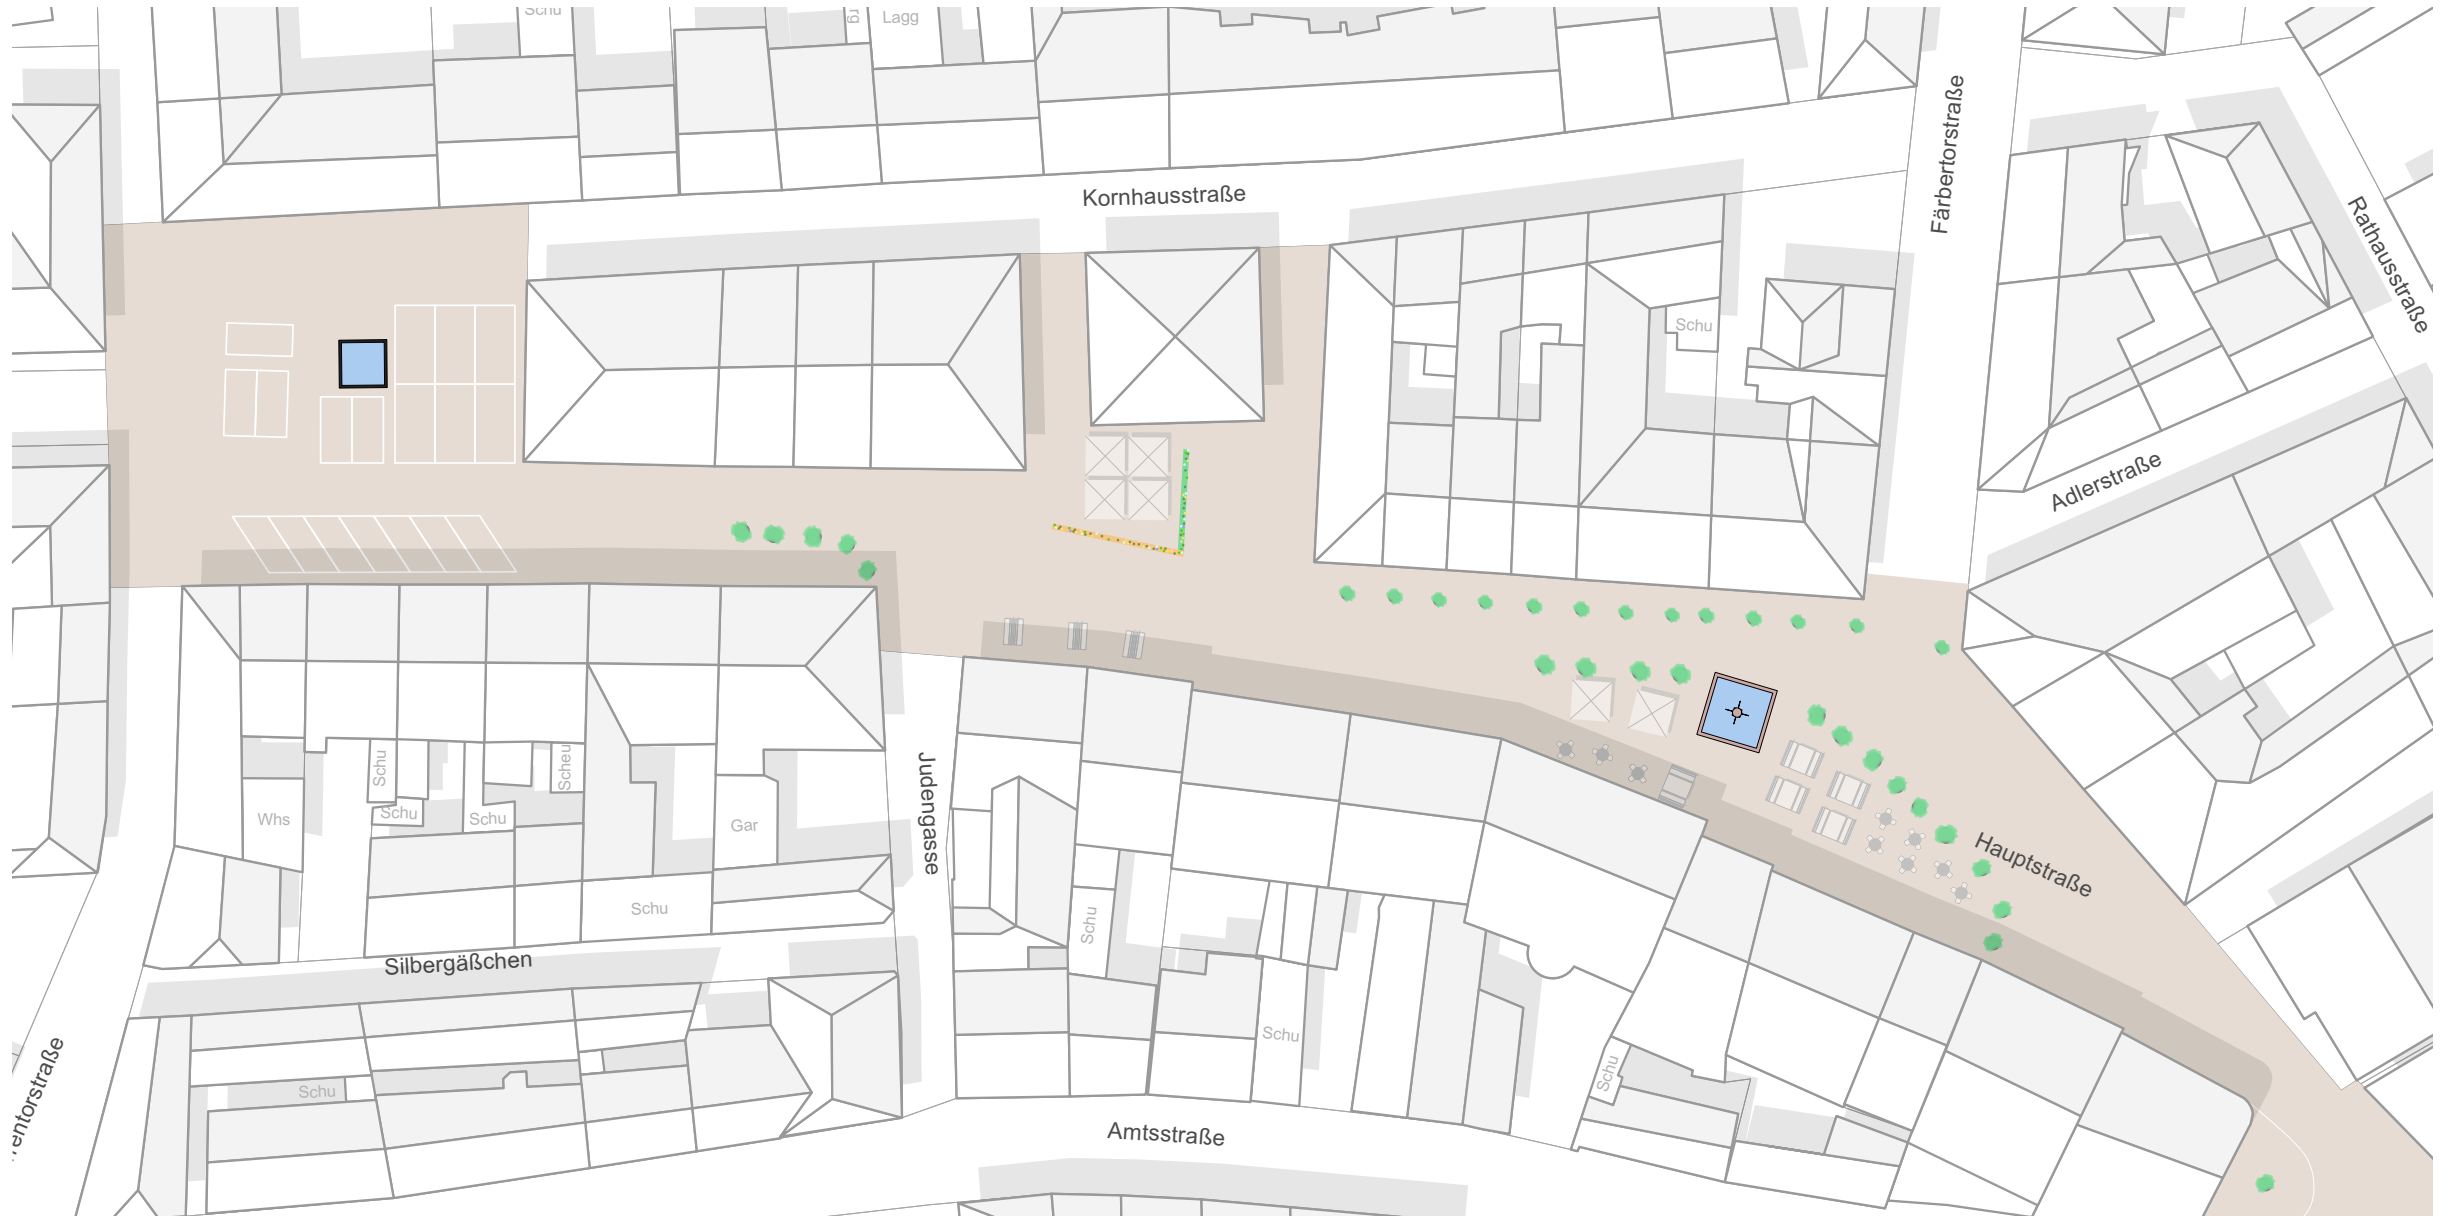 Lagg
Kornhausstraße
Färbertorstraße
Rathausstraße
Schu
Adlerstraße
Judengasse
Schu
Scheu
Whs
Schu
Schu
Gar
Hauptstraße
Schu
Schu
Silbergäßchen
Schu
Schu
Schu
entorstraße
Amtsstraße